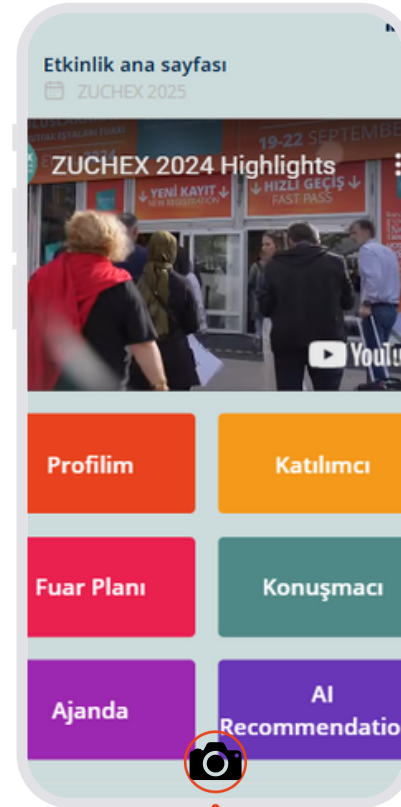 Etkinlik ana sayfası
ZUCHEX 2025
19-22 SEPTEMBE
ZUCHEX 2024 Highlights
YENİ KAYIT
NEW REGISTRATION
HIZLI GEÇİŞ
FAST PASS
YouTu
Profilim
Katılımcı
Fuar Planı
Konuşmacı
Ajanda
AI
Recommendatio